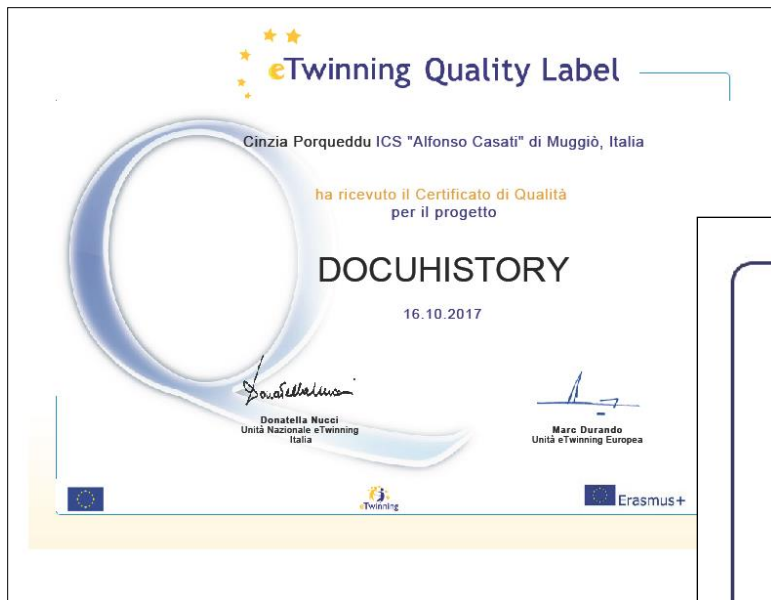 eTwinning Quality Label
Cinzia Porqueddu ICS "Alfonso Casati" di Muggiò, Italia
ha ricevuto il Certificato di Qualità
per il progetto
DOCUHISTORY
16.10.2017
Donatella Nucci
Unità Nazionale eTwinning
Italia
Marc Durando
Unità eTwinning Europea
eTwinning
Erasmus+